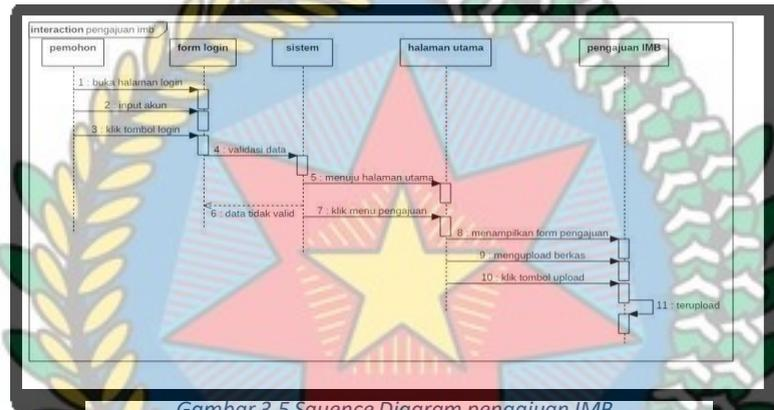 interaction pengajuan imb
pemohon form login sistem halaman utama pengajuan IMB
1 : buka halaman login
2 : input akun
3 : klik tombol login
4 : validasi data
5 : menuju halaman utama
6 : data tidak valid
7 : klik menu pengajuan
8 : menampilkan form pengajuan
9 : mengupload berkas
10 : klik tombol upload
11 : terupload
Gambar 3.5 Squence Diagram pengajuan IMB